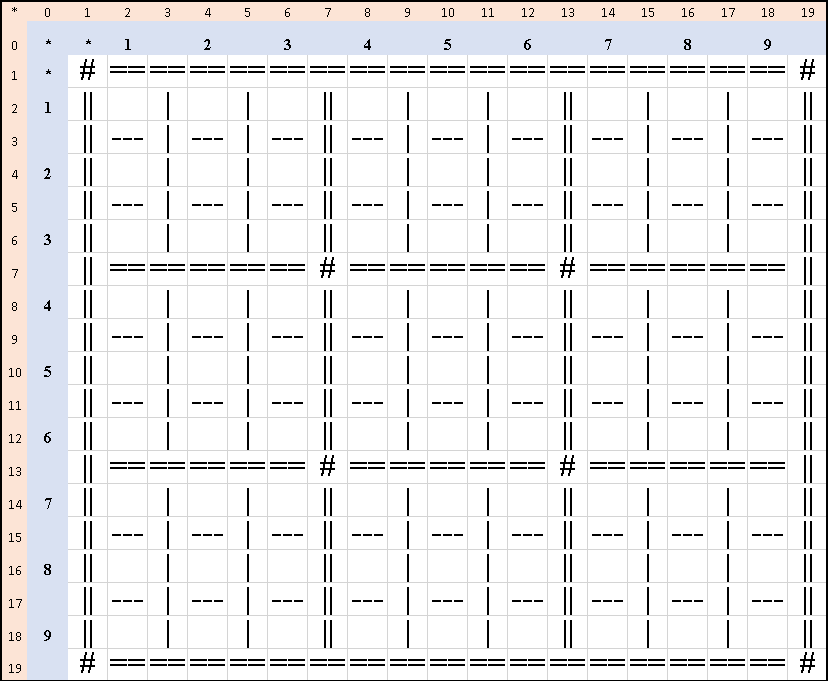 * 0 1 2 3 4 5 6 7 8 9 10 11 12 13 14 15 16 17 18 19
0 * * 1 2 3 4 5 6 7 8 9
1 * # == == == == == == == == == == == == == == == == == #
2 1 || | | || | | || | | ||
3 || --- | --- | --- || --- | --- | --- || --- | --- | --- ||
4 2 || | | || | | || | | ||
5 || --- | --- | --- || --- | --- | --- || --- | --- | --- ||
6 3 || | | || | | || | | ||
7 || == == == == == # == == == == == # == == == == == ||
8 4 || | | || | | || | | ||
9 || --- | --- | --- || --- | --- | --- || --- | --- | --- ||
10 5 || | | || | | || | | ||
11 || --- | --- | --- || --- | --- | --- || --- | --- | --- ||
12 6 || | | || | | || | | ||
13 || == == == == == # == == == == == # == == == == == ||
14 7 || | | || | | || | | ||
15 || --- | --- | --- || --- | --- | --- || --- | --- | --- ||
16 8 || | | || | | || | | ||
17 || --- | --- | --- || --- | --- | --- || --- | --- | --- ||
18 9 || | | || | | || | | ||
19 # == == == == == == == == == == == == == == == == == #